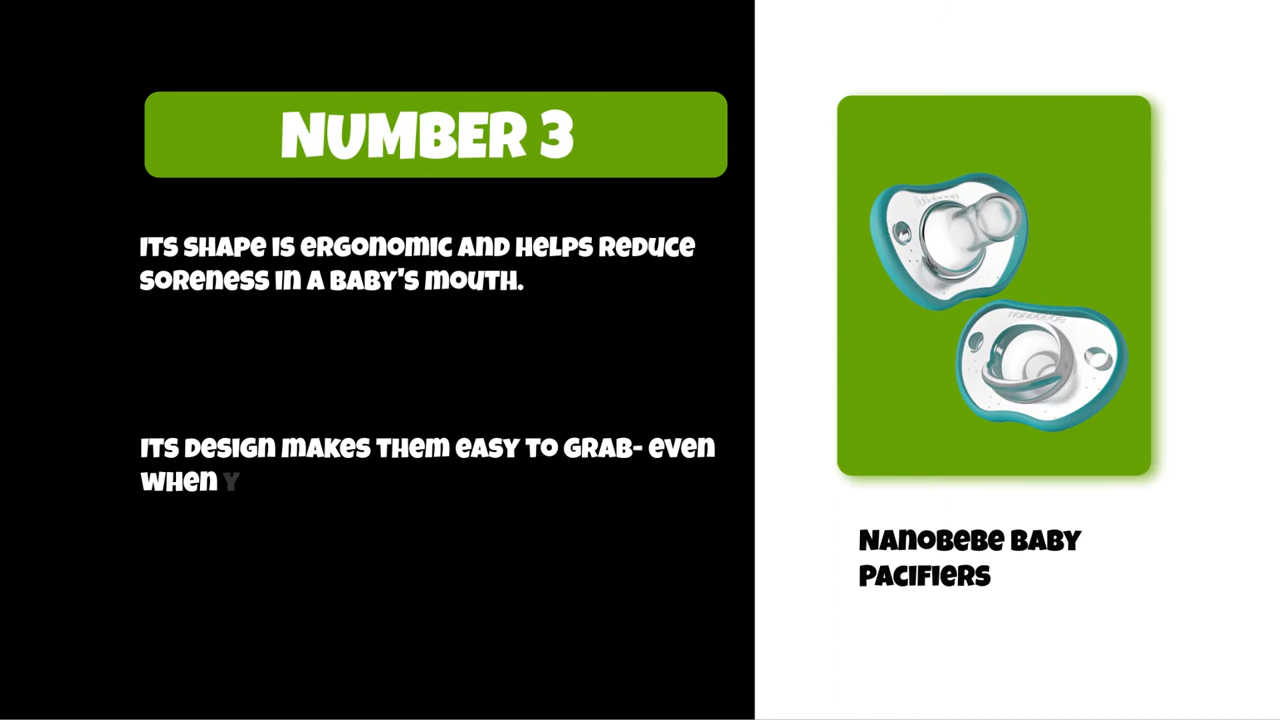 NUMBER 3
ITS SHAPE IS ERGONOMIC AND HELPS REDUCE
SORENESS IN A BABY'S MOUTH.
ITS DESIGN MAKES THEM EASY TO GRAB- EVEN
WHEN Y
nanobebe
NANOBEBE BABY
PACIFIERS